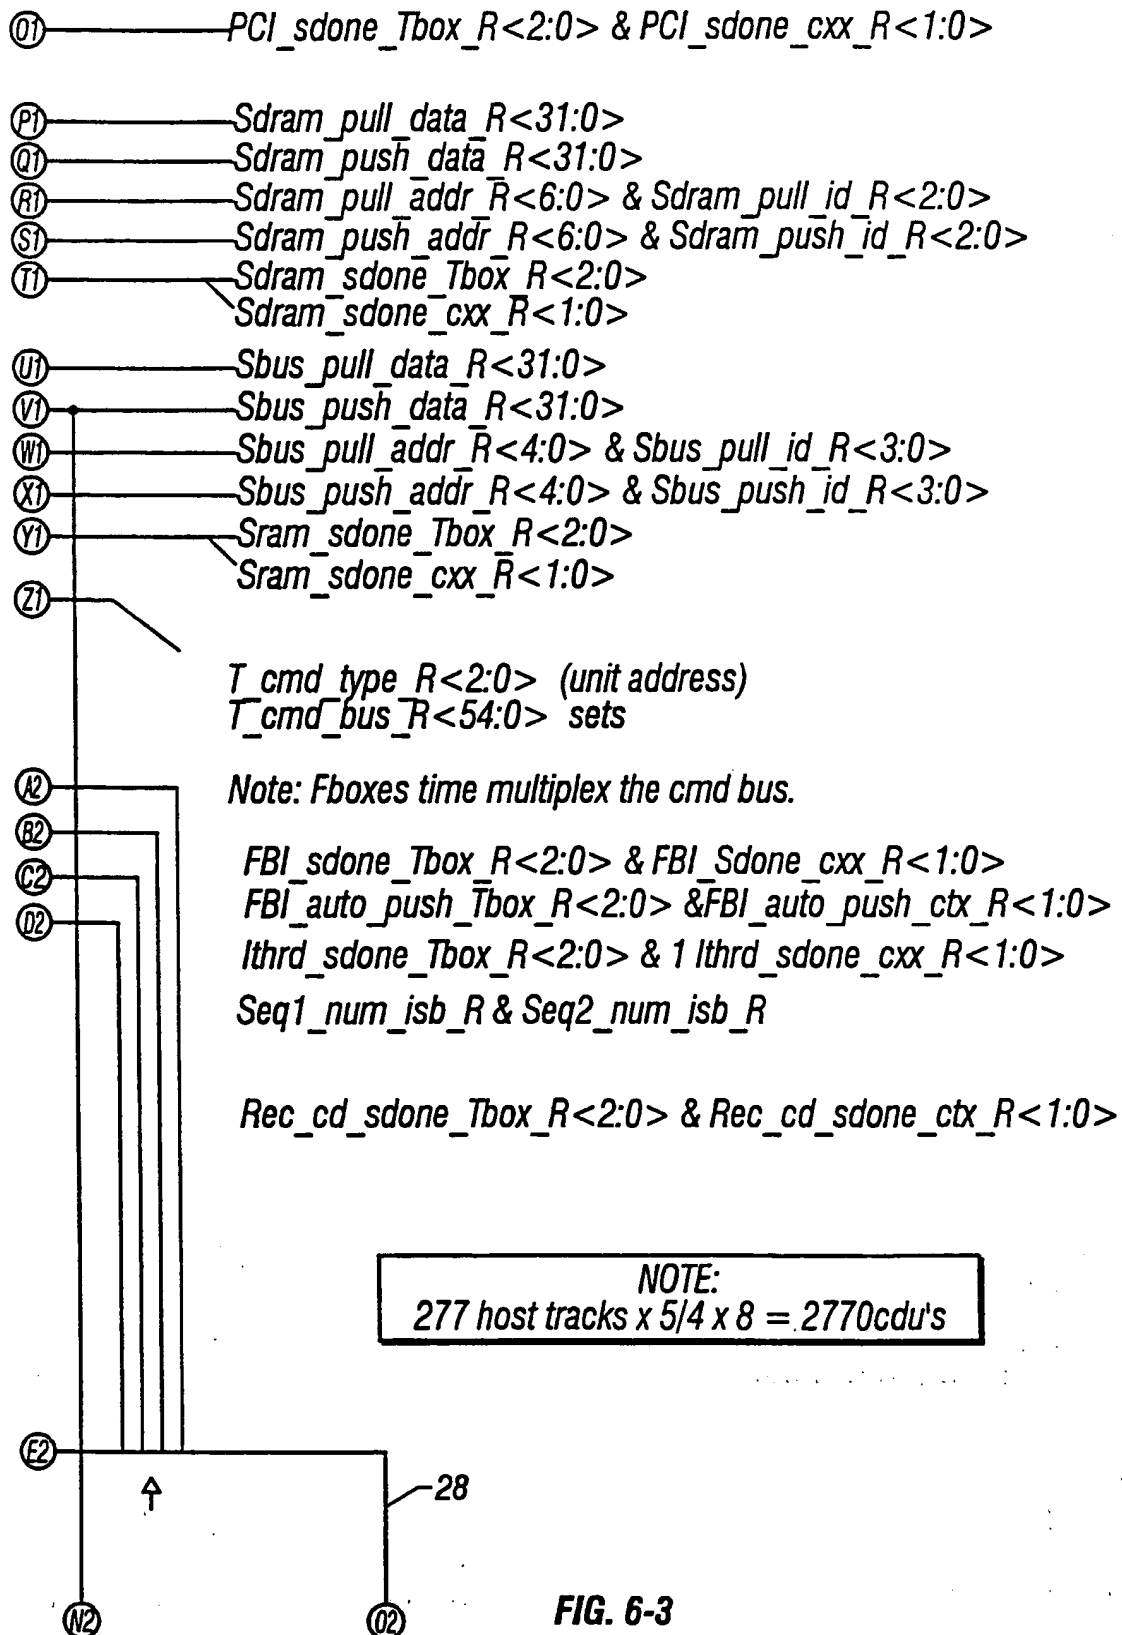 O1 PCI_sdone_Tbox_R<2:0> & PCI_sdone_cxx_R<1:0>
P1 Sdram_pull_data_R<31:0>
Q1 Sdram_push_data_R<31:0>
R1 Sdram_pull_addr_R<6:0> & Sdram_pull_id_R<2:0>
S1 Sdram_push_addr_R<6:0> & Sdram_push_id_R<2:0>
T1 Sdram_sdone_Tbox_R<2:0>
Sdram_sdone_cxx_R<1:0>
U1 Sbus_pull_data_R<31:0>
V1 Sbus_push_data_R<31:0>
W1 Sbus_pull_addr_R<4:0> & Sbus_pull_id_R<3:0>
X1 Sbus_push_addr_R<4:0> & Sbus_push_id_R<3:0>
Y1 Sram_sdone_Tbox_R<2:0>
Sram_sdone_cxx_R<1:0>
Z1
T_cmd_type_R<2:0> (unit address)
T_cmd_bus_R<54:0> sets
A2 Note: Fboxes time multiplex the cmd bus.
B2
FBI_sdone_Tbox_R<2:0> & FBI_Sdone_cxx_R<1:0>
C2
FBI_auto_push_Tbox_R<2:0> &FBI_auto_push_ctx_R<1:0>
D2
Ithrd_sdone_Tbox_R<2:0> & 1 Ithrd_sdone_cxx_R<1:0>
Seq1_num_isb_R & Seq2_num_isb_R
Rec_cd_sdone_Tbox_R<2:0> & Rec_cd_sdone_ctx_R<1:0>
NOTE:
277 host tracks x 5/4 x 8 = 2770cdu's
E2
28
N2 O2
FIG. 6-3